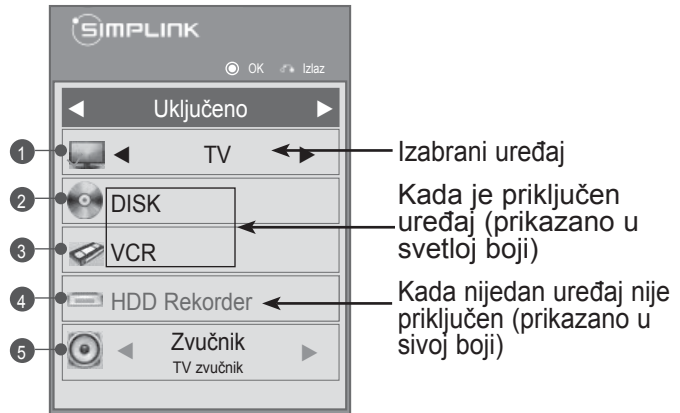 SIMPLINK
OK Izlaz
Uključeno
1 TV Izabrani uređaj
2 DISK
3 VCR
Kada je priključen
uređaj (prikazano u
svetloj boji)
4 HDD Rekorder
Kada nijedan uređaj nije
priključen (prikazano u
sivoj boji)
5 Zvučnik
TV zvučnik